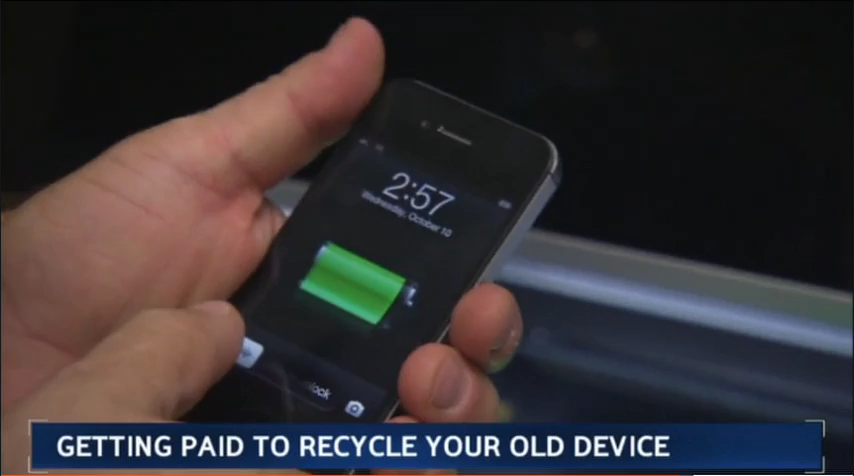 2:57
Wednesday, October 10
lock
GETTING PAID TO RECYCLE YOUR OLD DEVICE